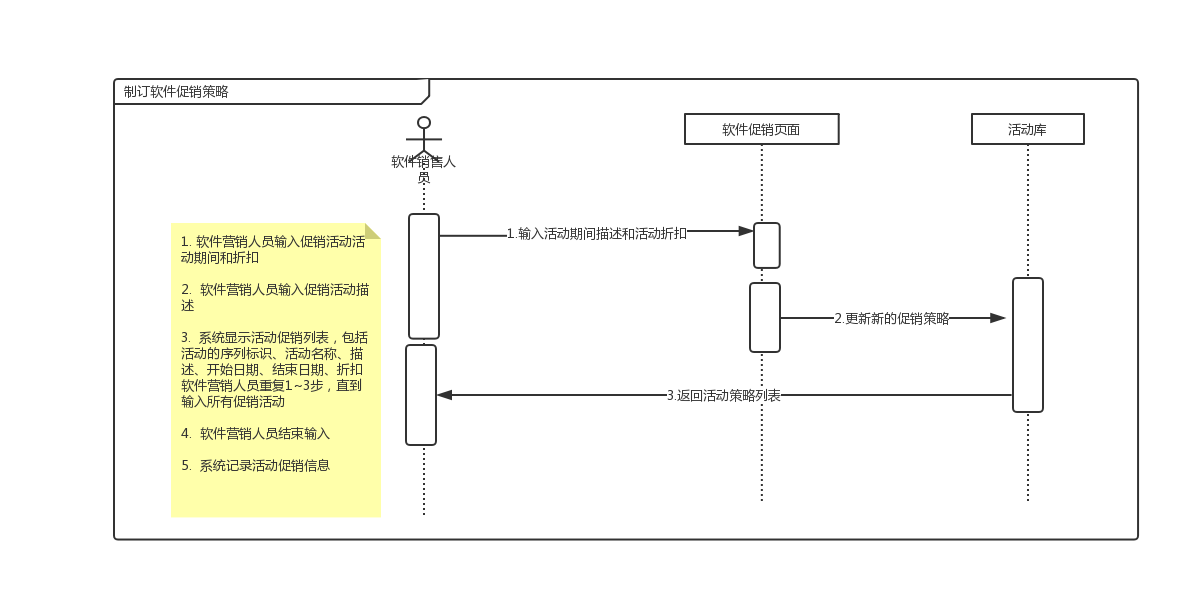 制订软件促销策略
软件销售人
员
软件促销页面
活动库
1. 软件营销人员输入促销活动活
动期间和折扣
2. 软件营销人员输入促销活动描
述
3. 系统显示活动促销列表，包括
活动的序列标识、活动名称、描
述、开始日期、结束日期、折扣
软件营销人员重复1~3步，直到
输入所有促销活动
4. 软件营销人员结束输入
5. 系统记录活动促销信息
1.输入活动期间描述和活动折扣
2.更新新的促销策略
3.返回活动策略列表